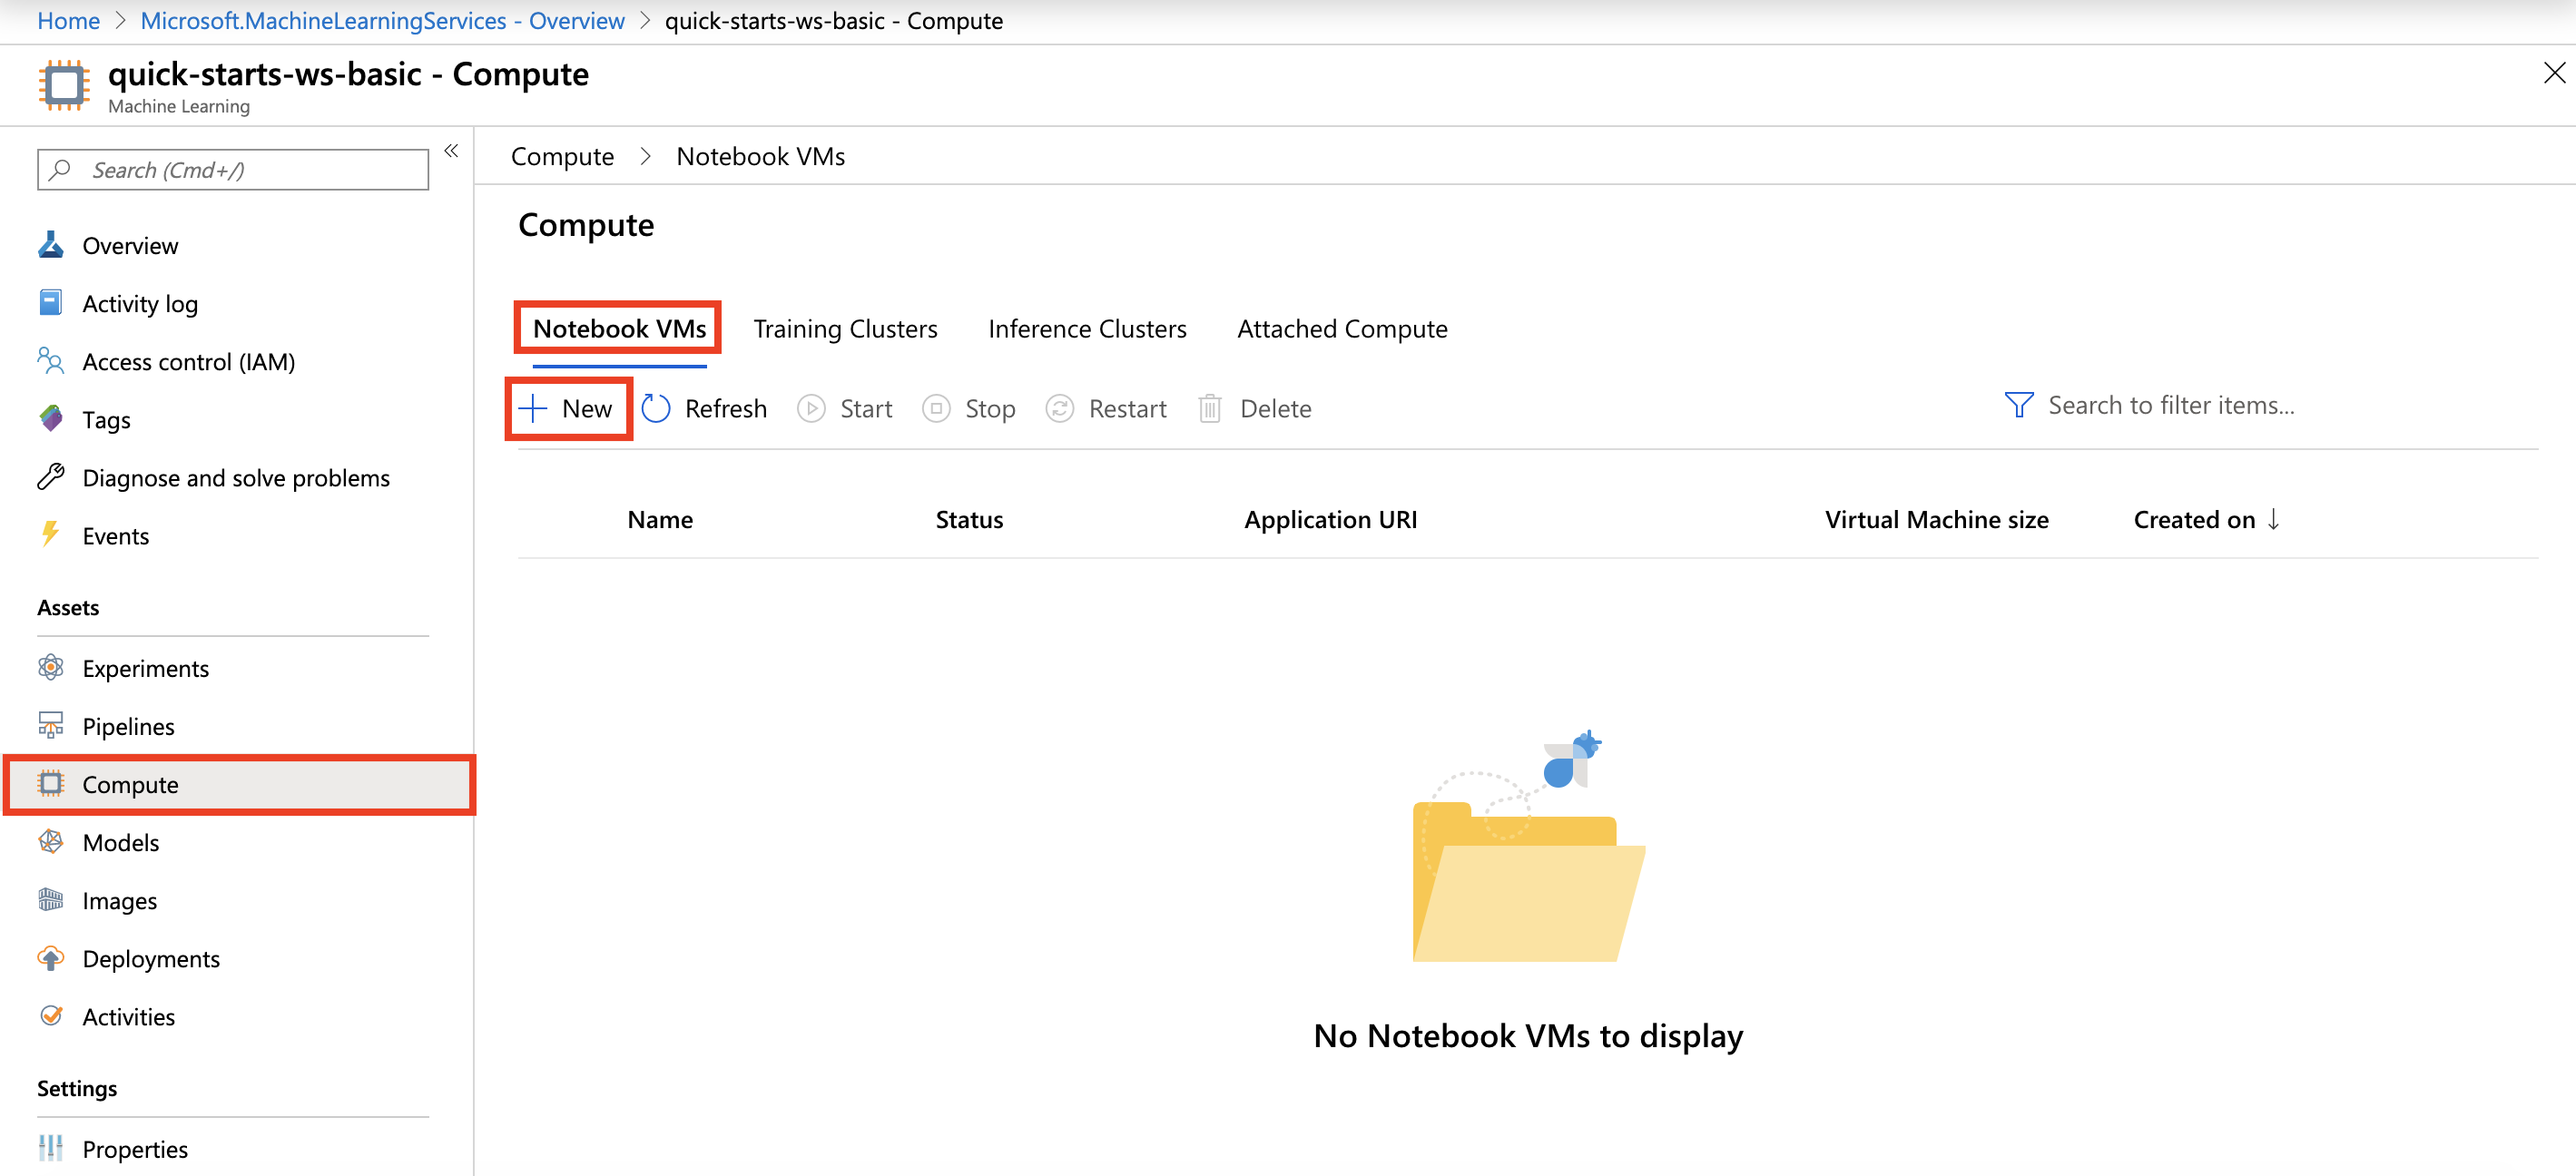 Home > Microsoft.MachineLearningServices - Overview > quick-starts-ws-basic - Compute
quick-starts-ws-basic - Compute
Machine Learning
Search (Cmd+/)
Overview
Activity log
Access control (IAM)
Tags
Diagnose and solve problems
Events
Assets
Experiments
Pipelines
Compute
Models
Images
Deployments
Activities
Settings
Properties
Compute > Notebook VMs
Compute
Notebook VMs Training Clusters Inference Clusters Attached Compute
New Refresh Start Stop Restart Delete Search to filter items...
Name Status Application URI Virtual Machine size Created on ↓
No Notebook VMs to display